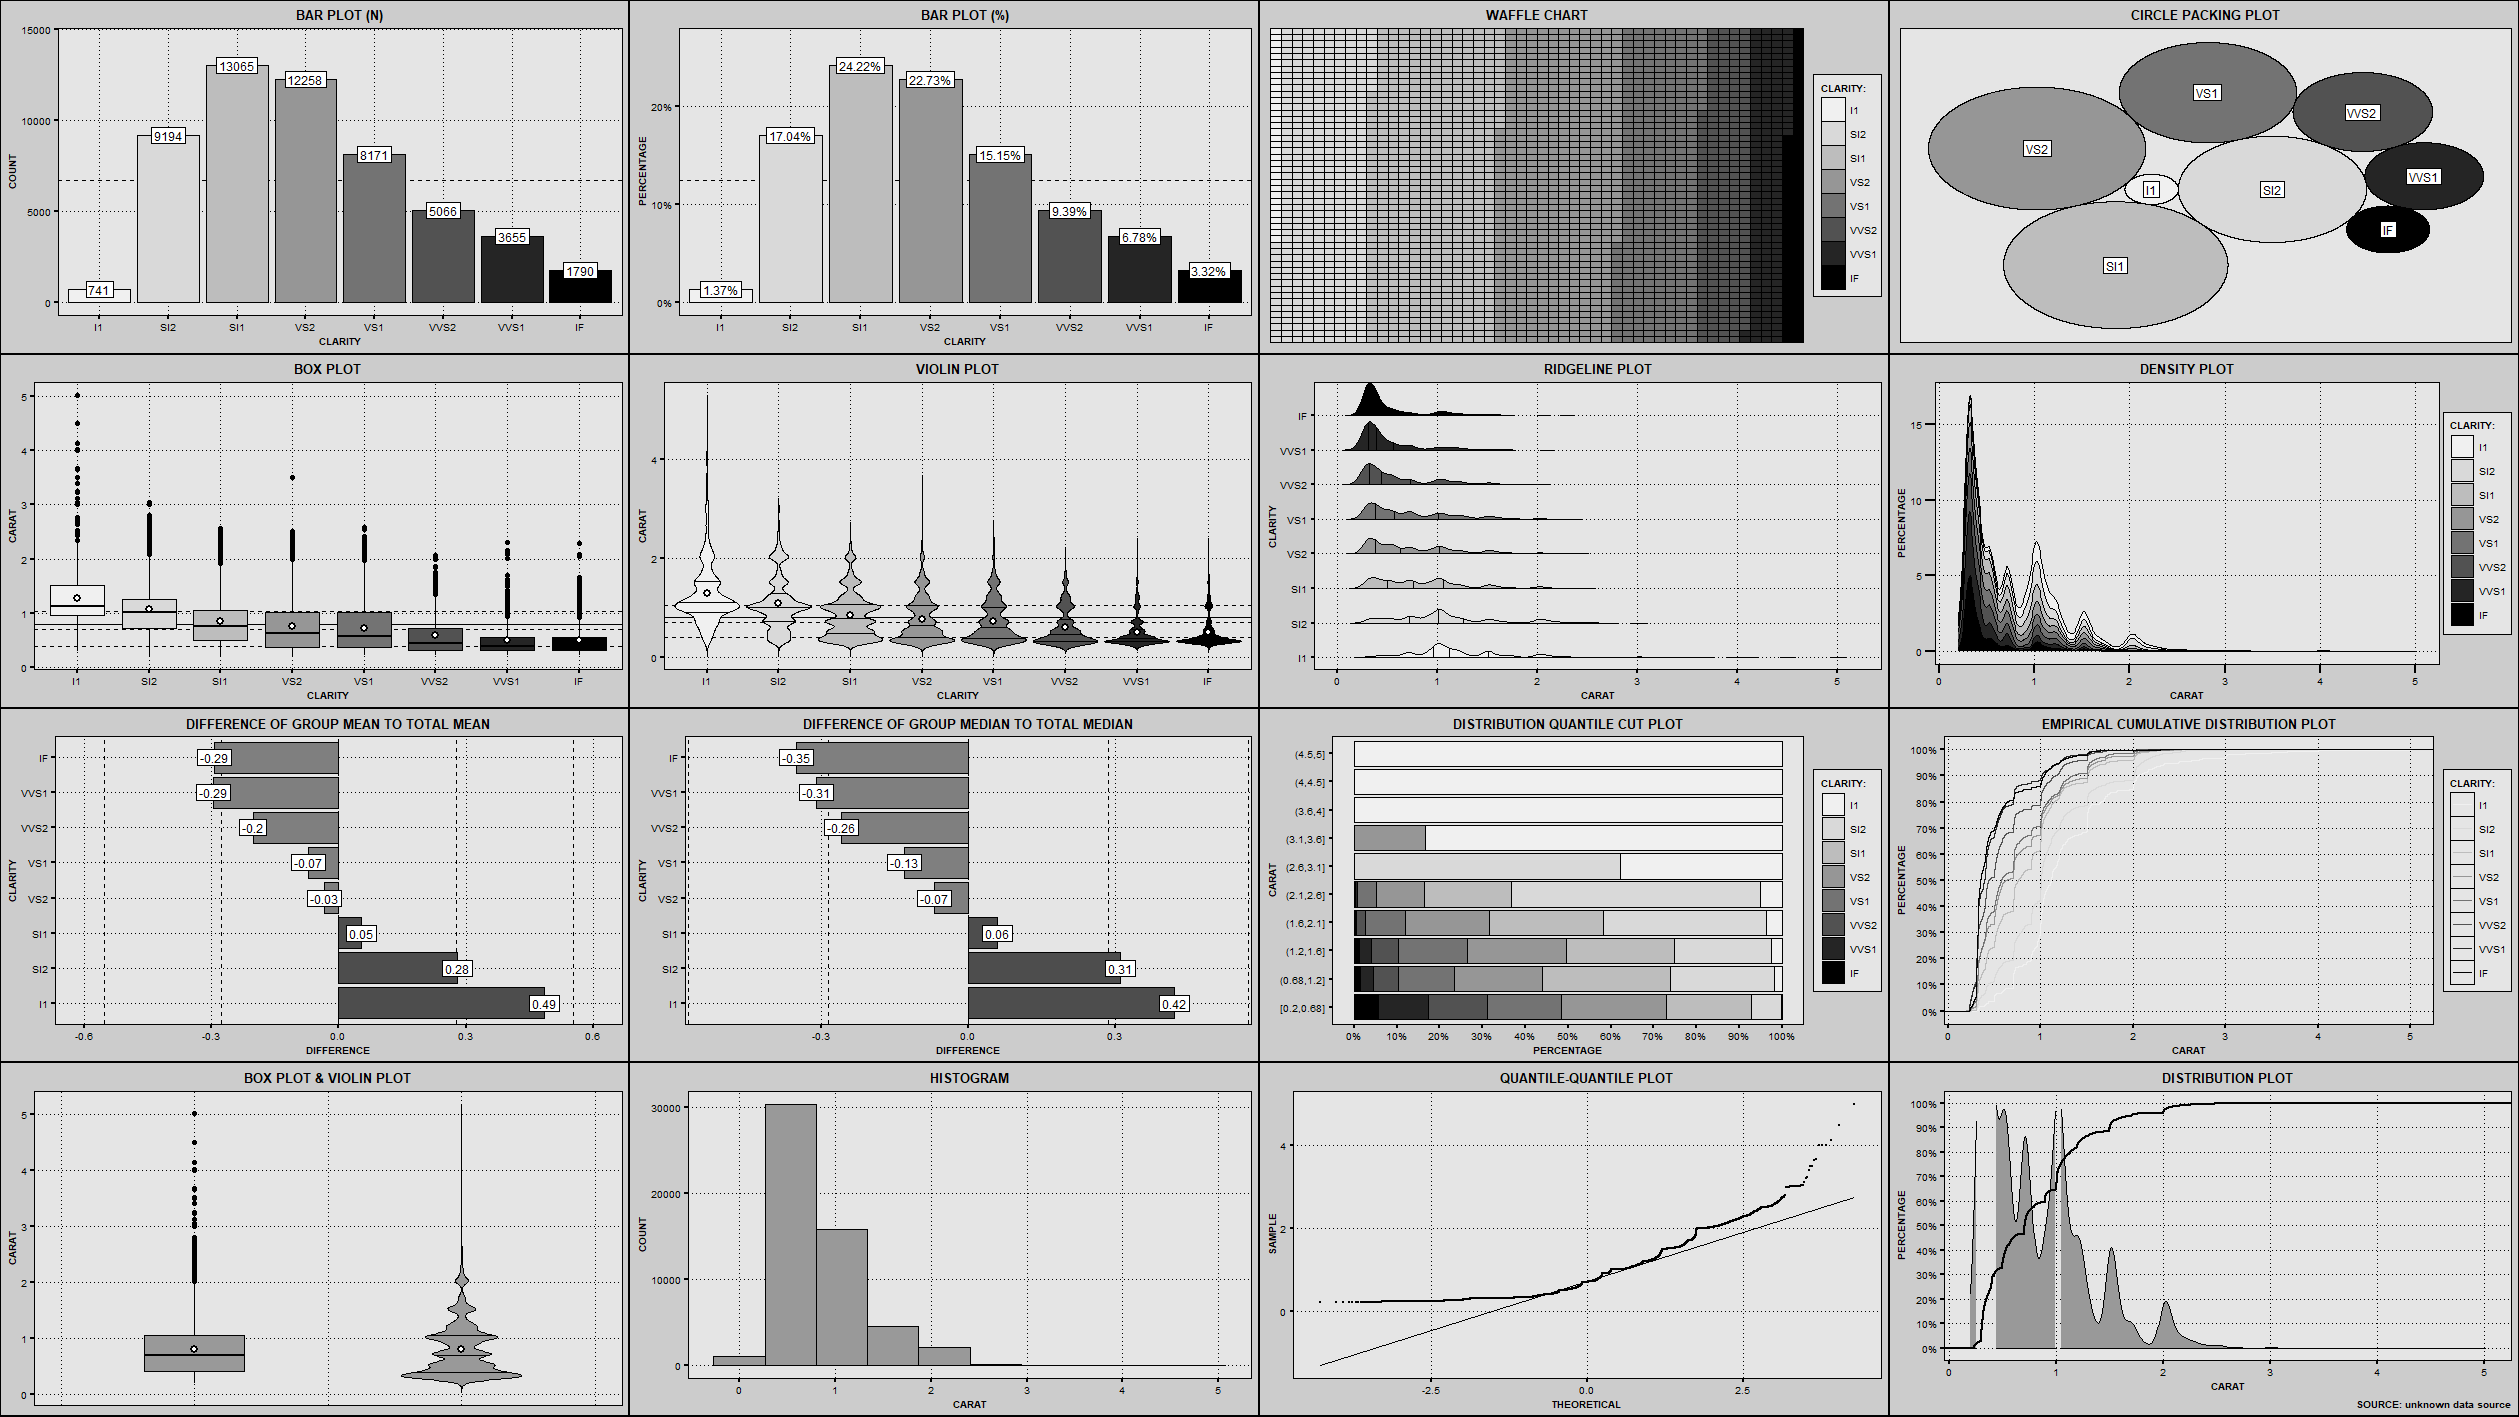 BAR PLOT (N)
COUNT
15000
10000
5000
0
741
9194
13065
12258
8171
5066
3655
1790
I1 SI2 SI1 VS2 VS1 VVS2 VVS1 IF
CLARITY
BAR PLOT (%)
PERCENTAGE
20%
10%
0%
1.37%
17.04%
24.22%
22.73%
15.15%
9.39%
6.78%
3.32%
I1 SI2 SI1 VS2 VS1 VVS2 VVS1 IF
CLARITY
WAFFLE CHART
CLARITY:
I1
SI2
SI1
VS2
VS1
VVS2
VVS1
IF
CIRCLE PACKING PLOT
VS1
VVS2
VS2
VVS1
I1
SI2
IF
SI1
BOX PLOT
CARAT
5
4
3
2
1
0
I1 SI2 SI1 VS2 VS1 VVS2 VVS1 IF
CLARITY
VIOLIN PLOT
CARAT
4
2
0
I1 SI2 SI1 VS2 VS1 VVS2 VVS1 IF
CLARITY
RIDGELINE PLOT
CLARITY
IF
VVS1
VVS2
VS1
VS2
SI1
SI2
I1
0 1 2 3 4 5
CARAT
DENSITY PLOT
PERCENTAGE
15
10
5
0
0 1 2 3 4 5
CARAT
CLARITY:
I1
SI2
SI1
VS2
VS1
VVS2
VVS1
IF
DIFFERENCE OF GROUP MEAN TO TOTAL MEAN
CLARITY
IF -0.29
VVS1 -0.29
VVS2 -0.2
VS1 -0.07
VS2 -0.03
SI1 0.05
SI2 0.28
I1 0.49
-0.6 -0.3 0.0 0.3 0.6
DIFFERENCE
DIFFERENCE OF GROUP MEDIAN TO TOTAL MEDIAN
CLARITY
IF -0.35
VVS1 -0.31
VVS2 -0.26
VS1 -0.13
VS2 -0.07
SI1 0.06
SI2 0.31
I1 0.42
-0.3 0.0 0.3
DIFFERENCE
DISTRIBUTION QUANTILE CUT PLOT
CARAT
(4.5,5]
(4,4.5]
(3.6,4]
(3.1,3.6]
(2.6,3.1]
(2.1,2.6]
(1.6,2.1]
(1.2,1.6]
(0.68,1.2]
[0.2,0.68]
0% 10% 20% 30% 40% 50% 60% 70% 80% 90% 100%
PERCENTAGE
CLARITY:
I1
SI2
SI1
VS2
VS1
VVS2
VVS1
IF
EMPIRICAL CUMULATIVE DISTRIBUTION PLOT
PERCENTAGE
100%
90%
80%
70%
60%
50%
40%
30%
20%
10%
0%
0 1 2 3 4 5
CARAT
CLARITY:
I1
SI2
SI1
VS2
VS1
VVS2
VVS1
IF
BOX PLOT & VIOLIN PLOT
CARAT
5
4
3
2
1
0
HISTOGRAM
COUNT
30000
20000
10000
0
0 1 2 3 4 5
CARAT
QUANTILE-QUANTILE PLOT
SAMPLE
4
2
0
-2.5 0.0 2.5
THEORETICAL
DISTRIBUTION PLOT
PERCENTAGE
100%
90%
80%
70%
60%
50%
40%
30%
20%
10%
0%
0 1 2 3 4 5
CARAT
SOURCE: unknown data source